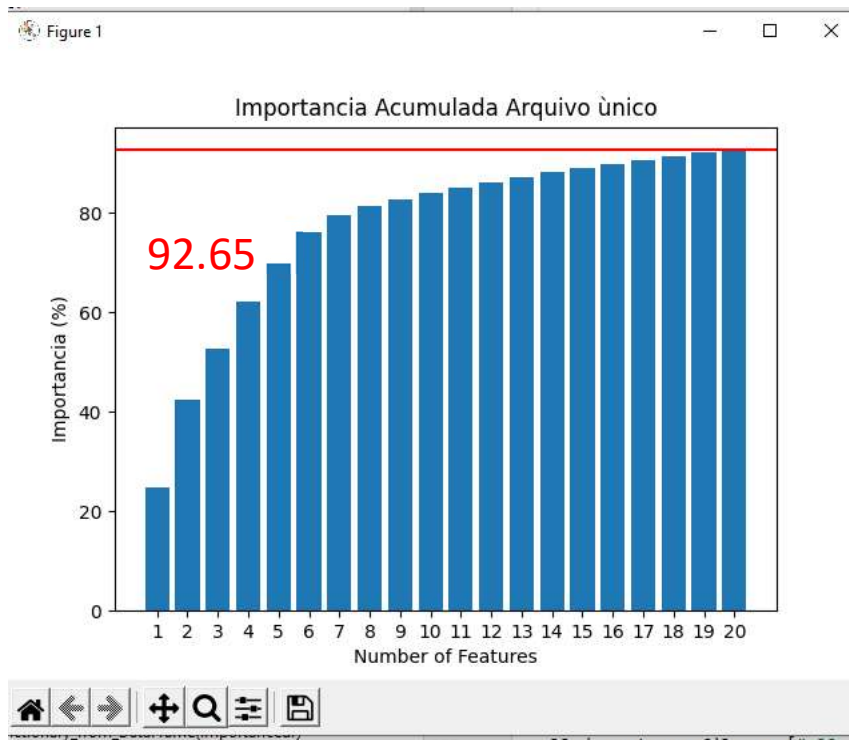 Figure 1
Importancia Acumulada Arquivo ùnico
92.65
Importancia (%)
80
60
40
20
0
1 2 3 4 5 6 7 8 9 10 11 12 13 14 15 16 17 18 19 20
Number of Features